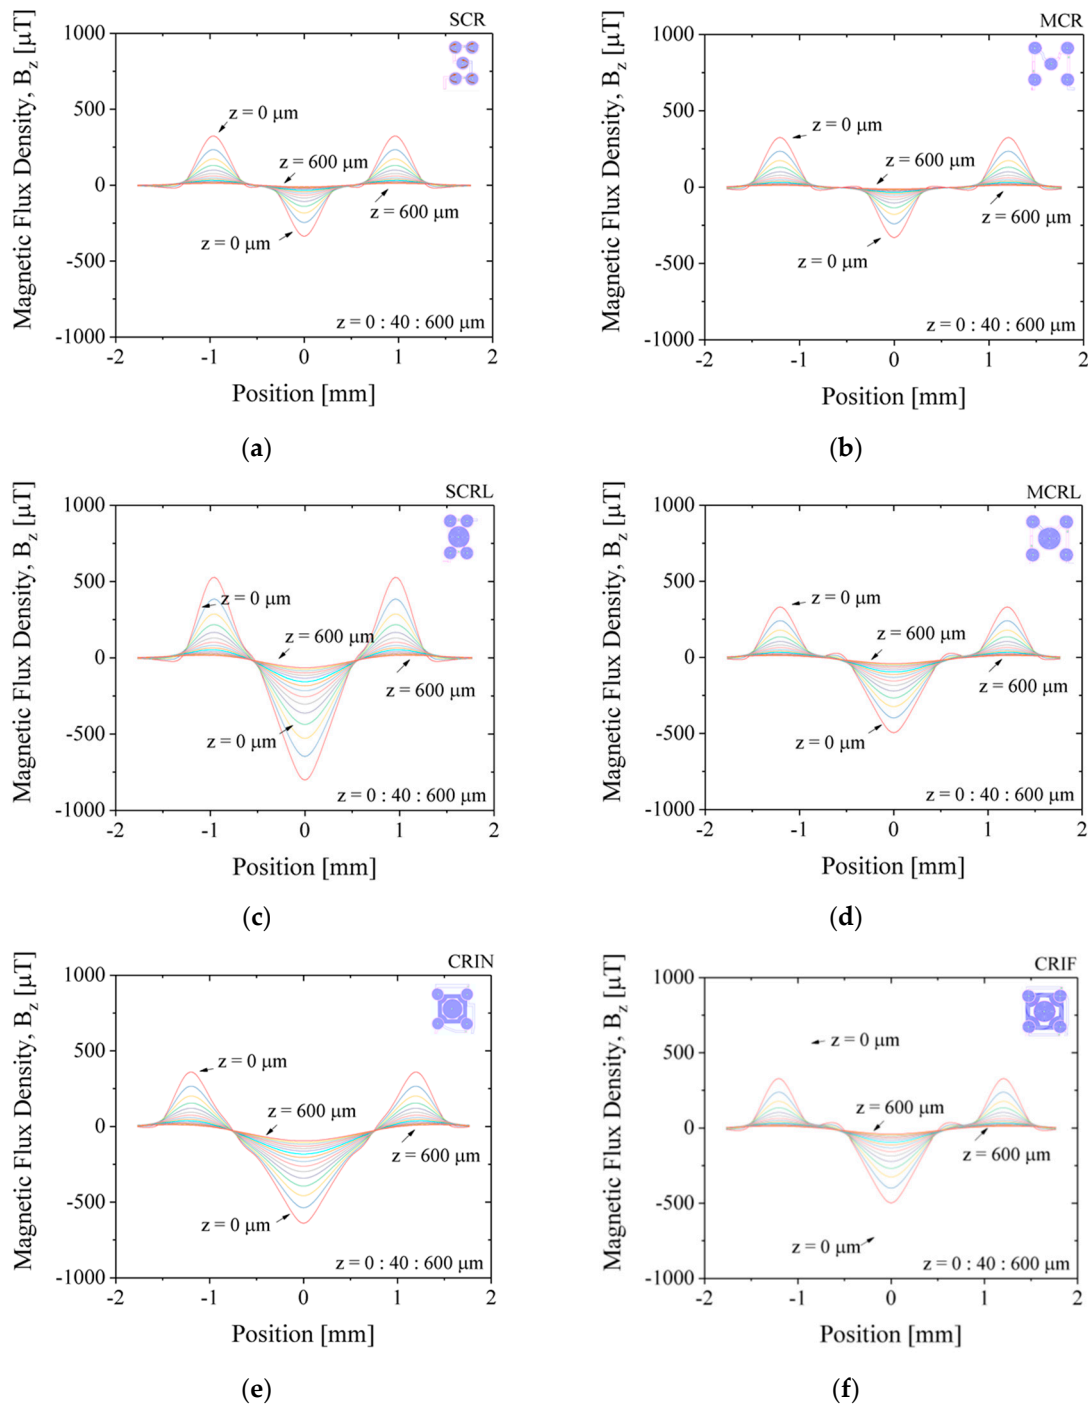 SCR
Magnetic Flux Density, B_z [µT]
1000
500
0
-500
-1000
z = 0 µm
z = 600 µm
z = 600 µm
z = 0 µm
z = 0 : 40 : 600 µm
-2 -1 0 1 2
Position [mm]
(a)
MCR
Magnetic Flux Density, B_z [µT]
1000
500
0
-500
-1000
z = 0 µm
z = 600 µm
z = 600 µm
z = 0 µm
z = 0 : 40 : 600 µm
-2 -1 0 1 2
Position [mm]
(b)
SCRL
Magnetic Flux Density, B_z [µT]
1000
500
0
-500
-1000
z = 0 µm
z = 600 µm
z = 600 µm
z = 0 µm
z = 0 : 40 : 600 µm
-2 -1 0 1 2
Position [mm]
(c)
MCRL
Magnetic Flux Density, B_z [µT]
1000
500
0
-500
-1000
z = 0 µm
z = 600 µm
z = 600 µm
z = 0 µm
z = 0 : 40 : 600 µm
-2 -1 0 1 2
Position [mm]
(d)
CRIN
Magnetic Flux Density, B_z [µT]
1000
500
0
-500
-1000
z = 0 µm
z = 600 µm
z = 600 µm
z = 0 µm
z = 0 : 40 : 600 µm
-2 -1 0 1 2
Position [mm]
(e)
CRIF
Magnetic Flux Density, B_z [µT]
1000
500
0
-500
-1000
z = 0 µm
z = 600 µm
z = 600 µm
z = 0 µm
z = 0 : 40 : 600 µm
-2 -1 0 1 2
Position [mm]
(f)